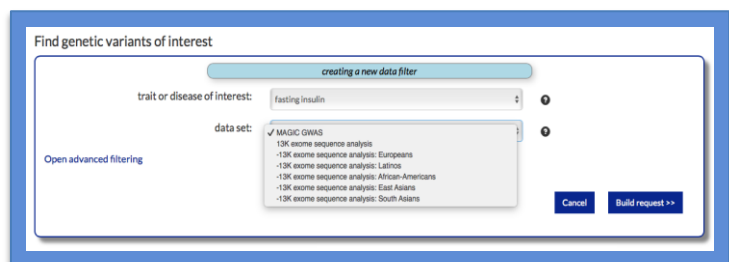 Find genetic variants of interest
creating a new data filter
trait or disease of interest: fasting insulin ?
data set: ?
✓ MAGIC GWAS
13K exome sequence analysis
-13K exome sequence analysis: Europeans
-13K exome sequence analysis: Latinos
-13K exome sequence analysis: African-Americans
-13K exome sequence analysis: East Asians
-13K exome sequence analysis: South Asians
Open advanced filtering
Cancel Build request >>